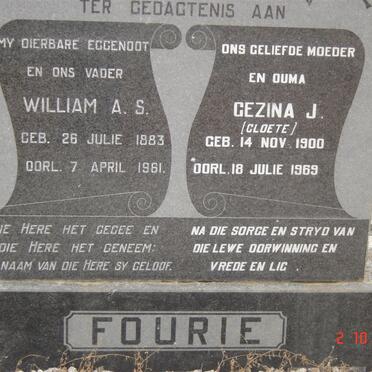 TER GEDAGTENIS AAN
MY DIERBARE EGGENOOT
EN ONS VADER
WILLIAM A. S.
GEB. 26 JULIE 1883
OORL. 7 APRIL 1961.
ONS GELIEFDE MOEDER
EN OUMA
GEZINA J.
(CLOETE)
GEB. 14 NOV 1900
OORL. 18 JULIE 1969
DIE HERE HET GEGEE EN
DIE HERE HET GENEEM:
NAAM VAN DIE HERE SY GELOOF.
NA DIE SORGE EN STRYD VAN
DIE LEWE OORWINNING EN
VREDE EN LIG.
FOURIE
2 10